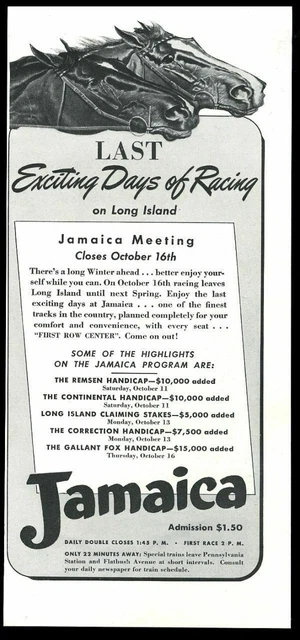 LAST
Exciting Days of Racing
on Long Island
Jamaica Meeting
Closes October 16th
There's a long Winter ahead . . . better enjoy your-
self while you can. On October 16th racing leaves
Long Island until next Spring. Enjoy the last
exciting days at Jamaica . . . one of the finest
tracks in the country, planned completely for your
comfort and convenience, with every seat . . .
"FIRST ROW CENTER". Come on out!
SOME OF THE HIGHLIGHTS
ON THE JAMAICA PROGRAM ARE:
THE REMSEN HANDICAP—$10,000 added
Saturday, October 11
THE CONTINENTAL HANDICAP—$10,000 added
Saturday, October 11
LONG ISLAND CLAIMING STAKES—$5,000 added
Monday, October 13
THE CORRECTION HANDICAP—$7,500 added
Monday, October 13
THE GALLANT FOX HANDICAP—$15,000 added
Thursday, October 16
Jamaica
Admission $1.50
DAILY DOUBLE CLOSES 1:45 P. M. • FIRST RACE 2 P. M.
ONLY 22 MINUTES AWAY: Special trains leave Pennsylvania
Station and Flatbush Avenue at short intervals. Consult
your daily newspaper for train schedule.